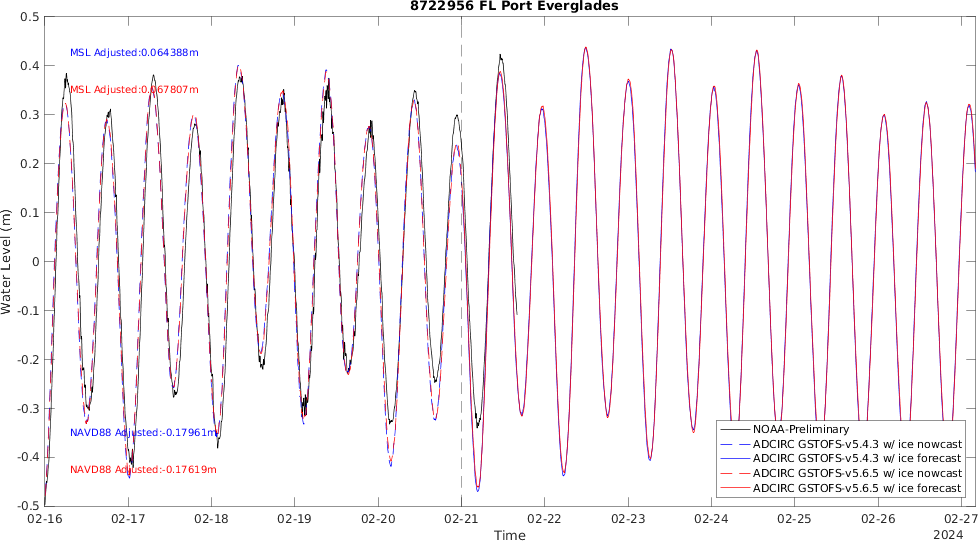 8722956 FL Port Everglades
0.5
0.4
0.3
0.2
0.1
0
-0.1
-0.2
-0.3
-0.4
-0.5
Water Level (m)
MSL Adjusted:0.064388m
MSL Adjusted:0.067807m
NAVD88 Adjusted:-0.17961m
NAVD88 Adjusted:-0.17619m
NOAA-Preliminary
ADCIRC GSTOFS-v5.4.3 w/ ice nowcast
ADCIRC GSTOFS-v5.4.3 w/ ice forecast
ADCIRC GSTOFS-v5.6.5 w/ ice nowcast
ADCIRC GSTOFS-v5.6.5 w/ ice forecast
02-16 02-17 02-18 02-19 02-20 02-21 02-22 02-23 02-24 02-25 02-26 02-27
Time
2024